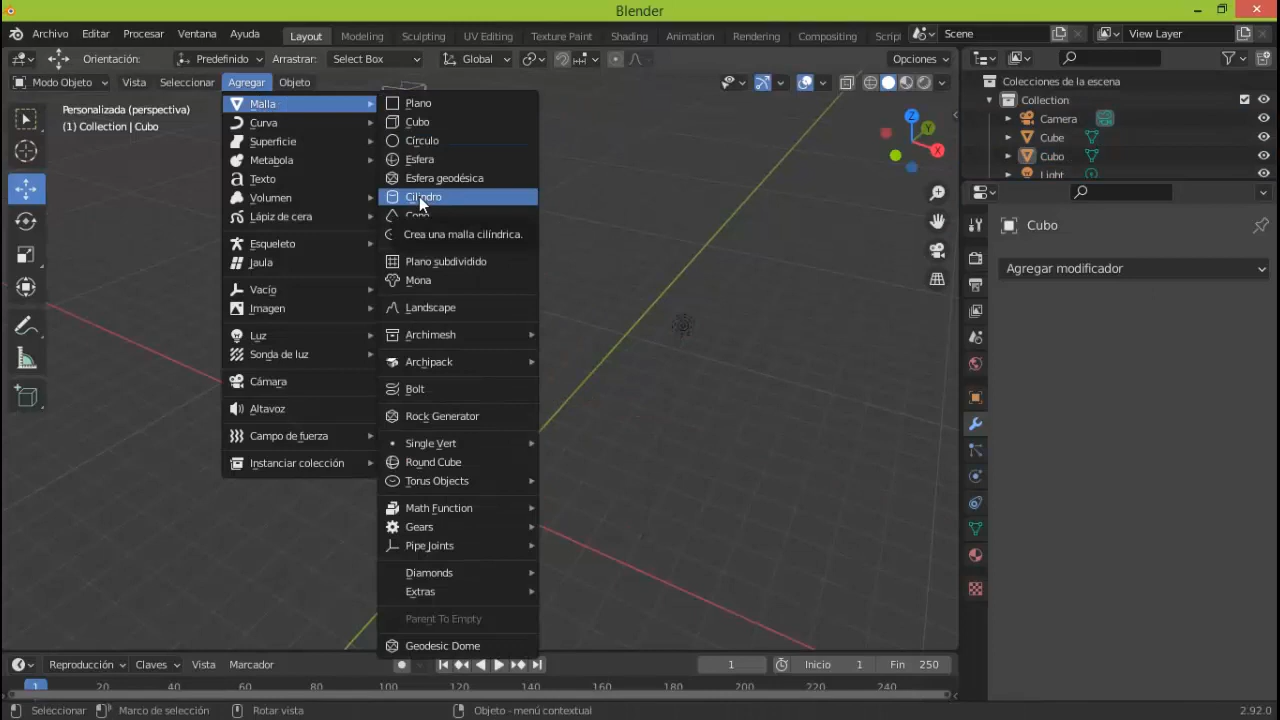 Blender
Archivo Editar Procesar Ventana Ayuda Layout Modeling Sculpting UV Editing Texture Paint Shading Animation Rendering Compositing Scrip Scene View Layer
Orientación: Predefinido Arrastrar: Select Box Global Opciones
Modo Objeto Vista Seleccionar Agregar Objeto
Personalizada (perspectiva)
(1) Collection | Cubo
Malla
Curva
Superficie
Metabola
Texto
Volumen
Lápiz de cera
Esqueleto
Jaula
Vacío
Imagen
Luz
Sonda de luz
Cámara
Altavoz
Campo de fuerza
Instanciar colección
Plano
Cubo
Círculo
Esfera
Esfera geodésica
Cilindro
Cono
Crea una malla cilíndrica.
Plano subdividido
Mona
Landscape
Archimesh
Archipack
Bolt
Rock Generator
Single Vert
Round Cube
Torus Objects
Math Function
Gears
Pipe Joints
Diamonds
Extras
Parent To Empty
Geodesic Dome
Z
Y
X
Colecciones de la escena
Collection
Camera
Cube
Cubo
Light
Cubo
Agregar modificador
Reproducción Claves Vista Marcador 1 Inicio 1 Fin 250
1 20 40 60 80 100 120 140 160 180 200 220 240
Seleccionar Marco de selección Rotar vista Objeto - menú contextual 2.92.0